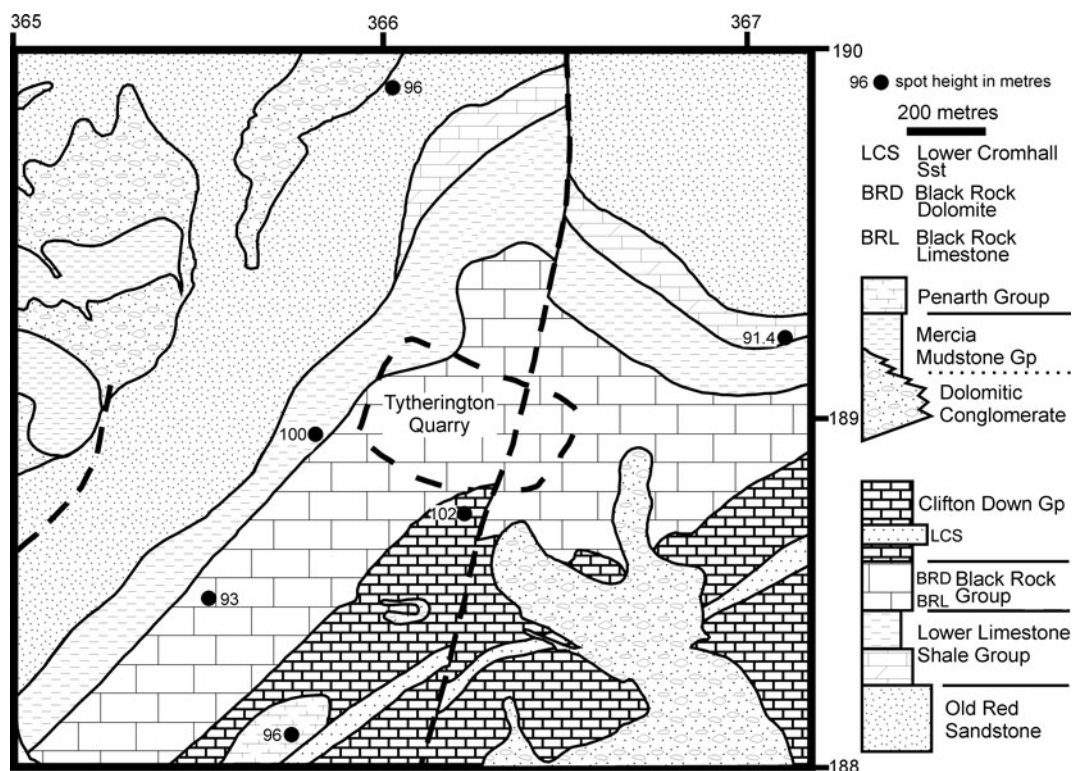 365
366
367
190
96
189
188
91.4
Tytherington
Quarry
100
102
93
96
96 spot height in metres
200 metres
LCS Lower Cromhall
Sst
BRD Black Rock
Dolomite
BRL Black Rock
Limestone
Penarth Group
Mercia
Mudstone Gp
Dolomitic
Conglomerate
Clifton Down Gp
LCS
BRD Black Rock
BRL Group
Lower Limestone
Shale Group
Old Red
Sandstone